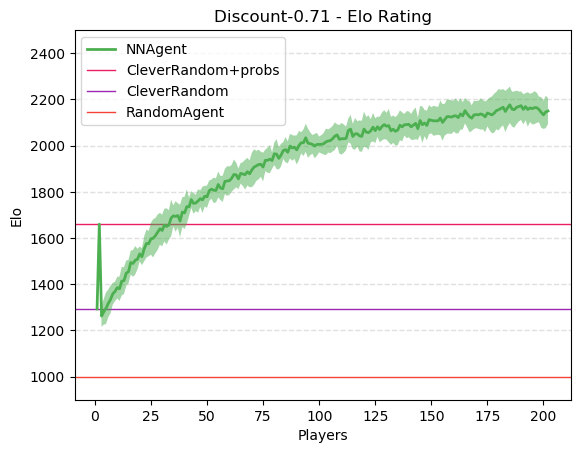 Discount-0.71 - Elo Rating
NNAgent
CleverRandom+probs
CleverRandom
RandomAgent
2400
2200
2000
1800
1600
1400
1200
1000
Elo
0 25 50 75 100 125 150 175 200
Players